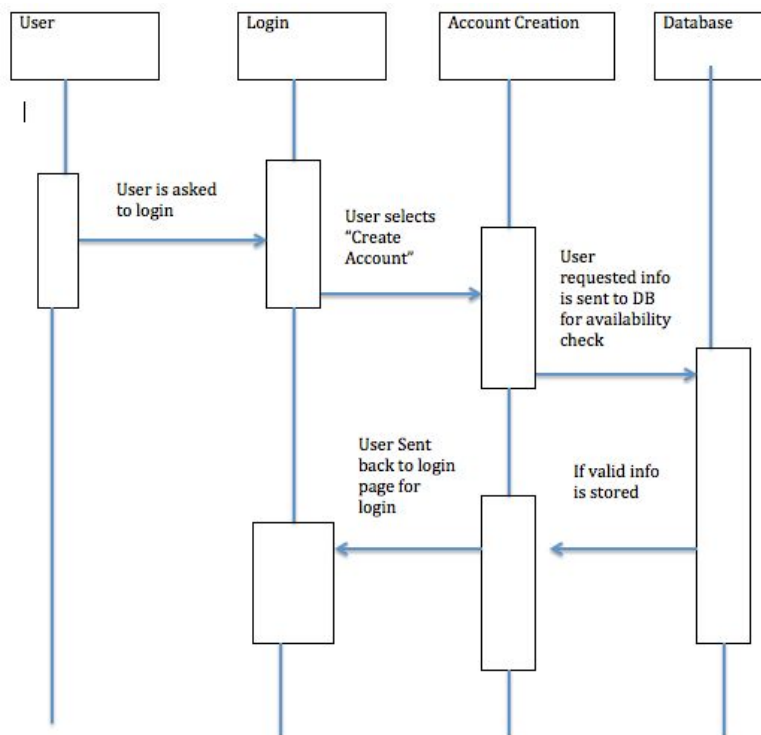 User
Login
Account Creation
Database
User is asked
to login
User selects
“Create
Account”
User
requested info
is sent to DB
for availability
check
User Sent
back to login
page for
login
If valid info
is stored